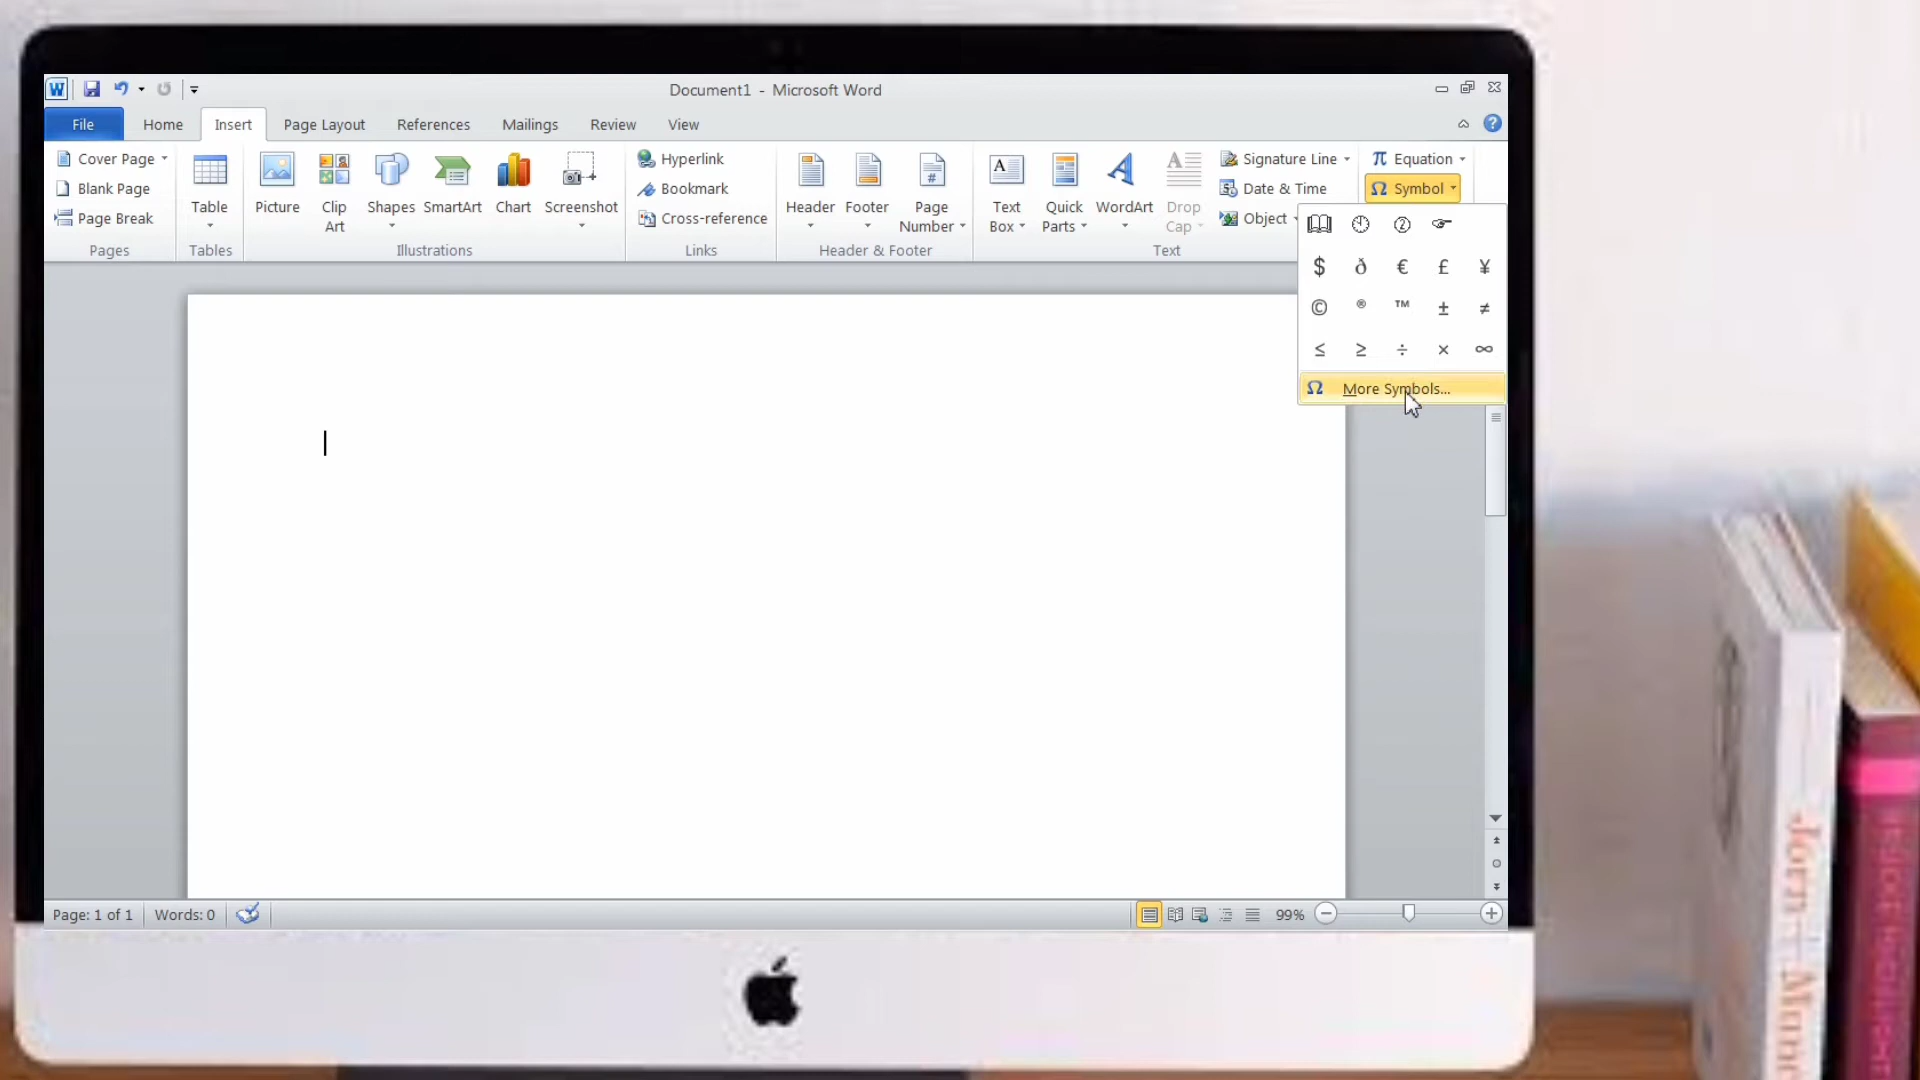 Document1 - Microsoft Word
File Home Insert Page Layout References Mailings Review View
Cover Page
Blank Page
Page Break
Pages
Table
Tables
Picture
Clip Art
Shapes
SmartArt
Chart
Screenshot
Illustrations
Hyperlink
Bookmark
Cross-reference
Links
Header
Footer
Page Number
Header & Footer
Text Box
Quick Parts
WordArt
Drop Cap
Signature Line
Date & Time
Object
Text
π Equation
Ω Symbol
② ☞
$ ð € £ ¥
© ® ™ ± ≠
≤ ≥ ÷ × ∞
Ω More Symbols...
Page: 1 of 1 Words: 0
99%